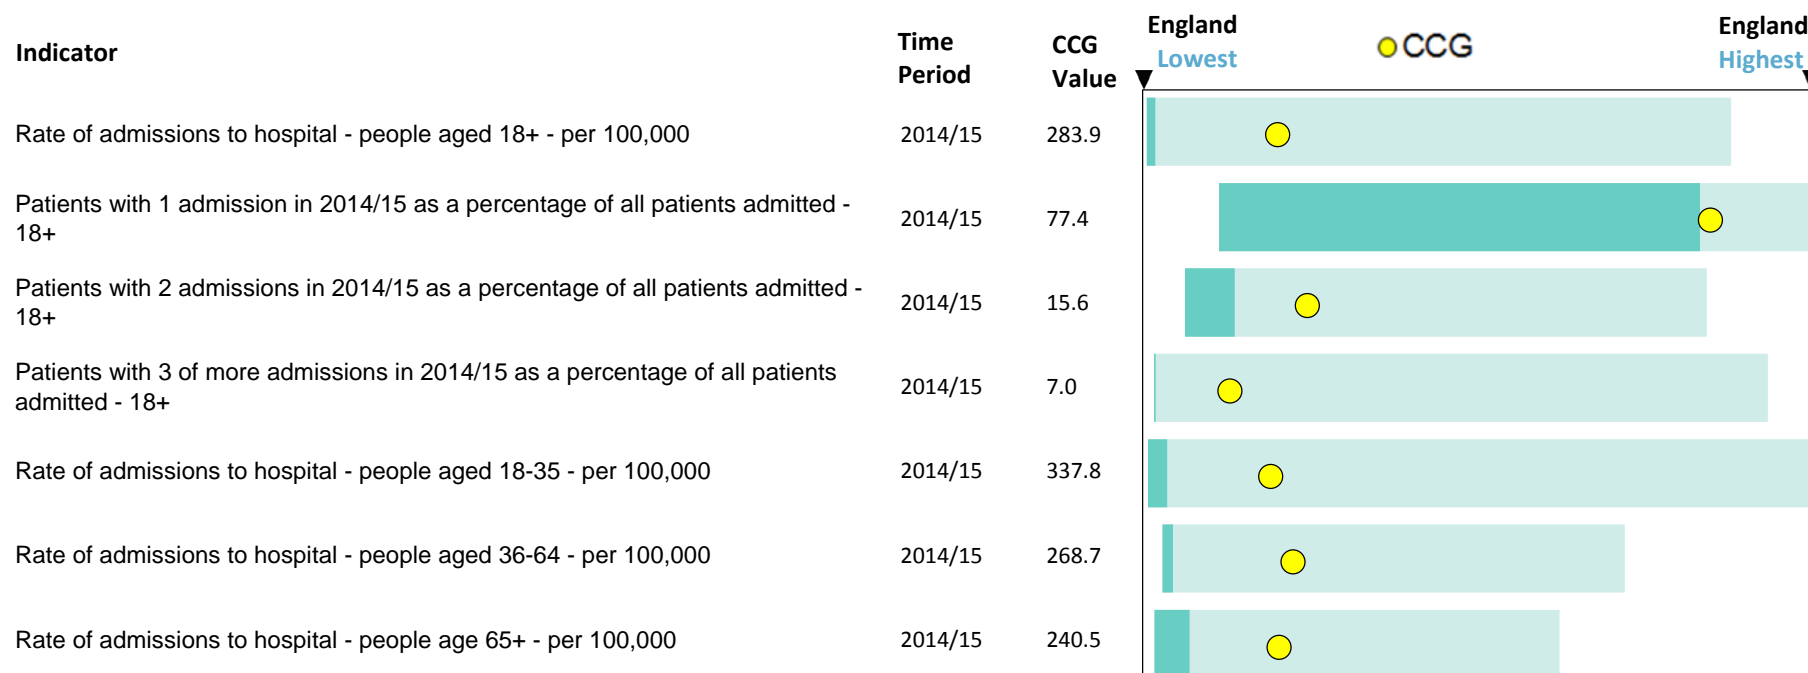 Indicator
Time Period
CCG Value
England Lowest
CCG
England Highest
Rate of admissions to hospital - people aged 18+ - per 100,000
2014/15
283.9
Patients with 1 admission in 2014/15 as a percentage of all patients admitted -
18+
2014/15
77.4
Patients with 2 admissions in 2014/15 as a percentage of all patients admitted -
18+
2014/15
15.6
Patients with 3 of more admissions in 2014/15 as a percentage of all patients
admitted - 18+
2014/15
7.0
Rate of admissions to hospital - people aged 18-35 - per 100,000
2014/15
337.8
Rate of admissions to hospital - people aged 36-64 - per 100,000
2014/15
268.7
Rate of admissions to hospital - people age 65+ - per 100,000
2014/15
240.5